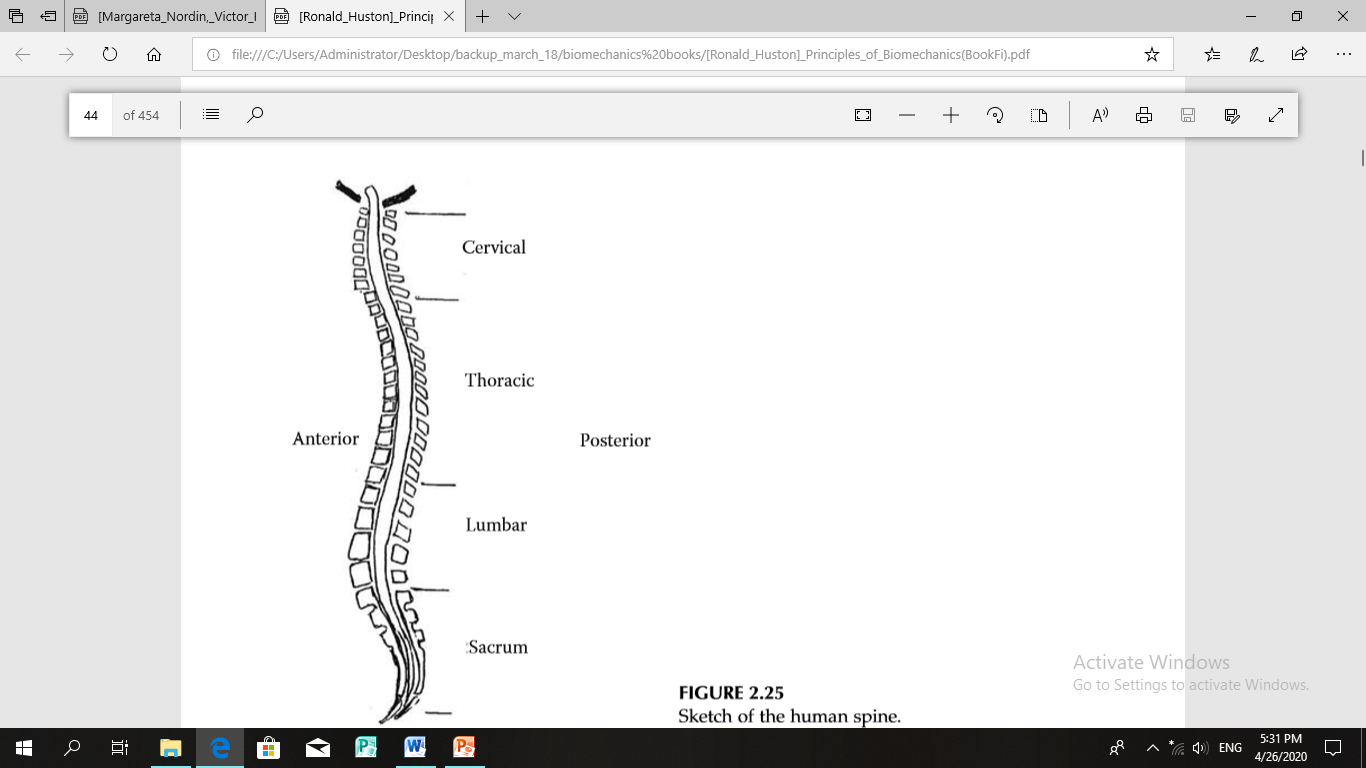 [Margareta_Nordin,_Victor_I
[Ronald_Huston]_Princip
file:///C:/Users/Administrator/Desktop/backup_march_18/biomechanics%20books/[Ronald_Huston]_Principles_of_Biomechanics(BookFi).pdf
44 of 454
Cervical
Thoracic
Anterior
Posterior
Lumbar
Sacrum
Activate Windows
Go to Settings to activate Windows.
FIGURE 2.25
Sketch of the human spine.
ENG
5:31 PM
4/26/2020